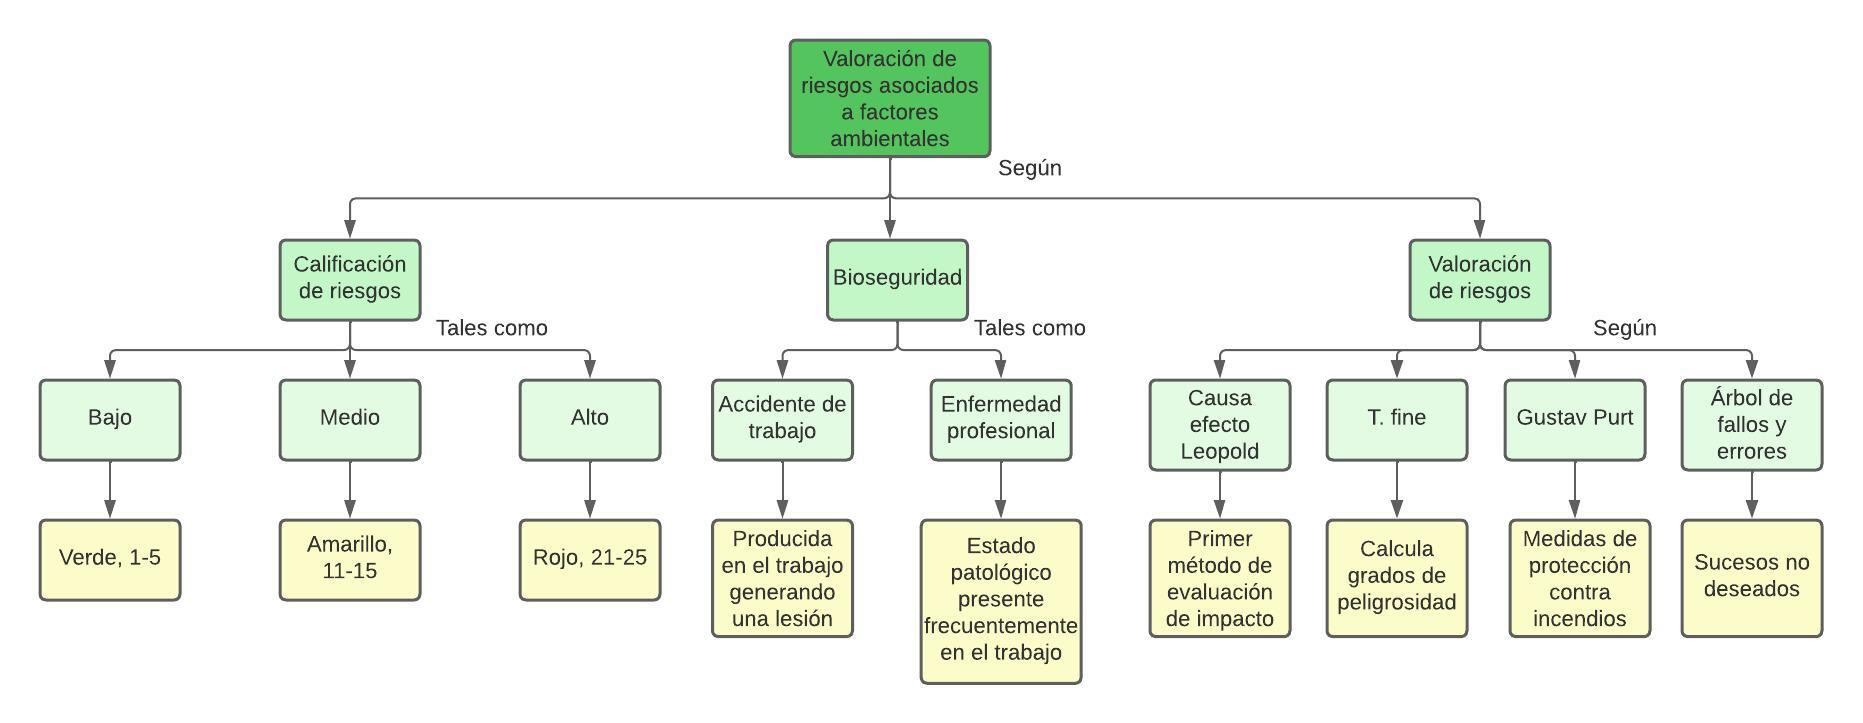 Valoración de
riesgos asociados
a factores
ambientales
Según
Calificación
de riesgos
Bioseguridad
Valoración
de riesgos
Tales como
Tales como
Según
Bajo
Medio
Alto
Accidente de
trabajo
Enfermedad
profesional
Causa
efecto
Leopold
T. fine
Gustav Purt
Árbol de
fallos y
errores
Verde, 1-5
Amarillo,
11-15
Rojo, 21-25
Producida
en el trabajo
generando
una lesión
Estado
patológico
presente
frecuentemente
en el trabajo
Primer
método de
evaluación
de impacto
Calcula
grados de
peligrosidad
Medidas de
protección
contra
incendios
Sucesos no
deseados